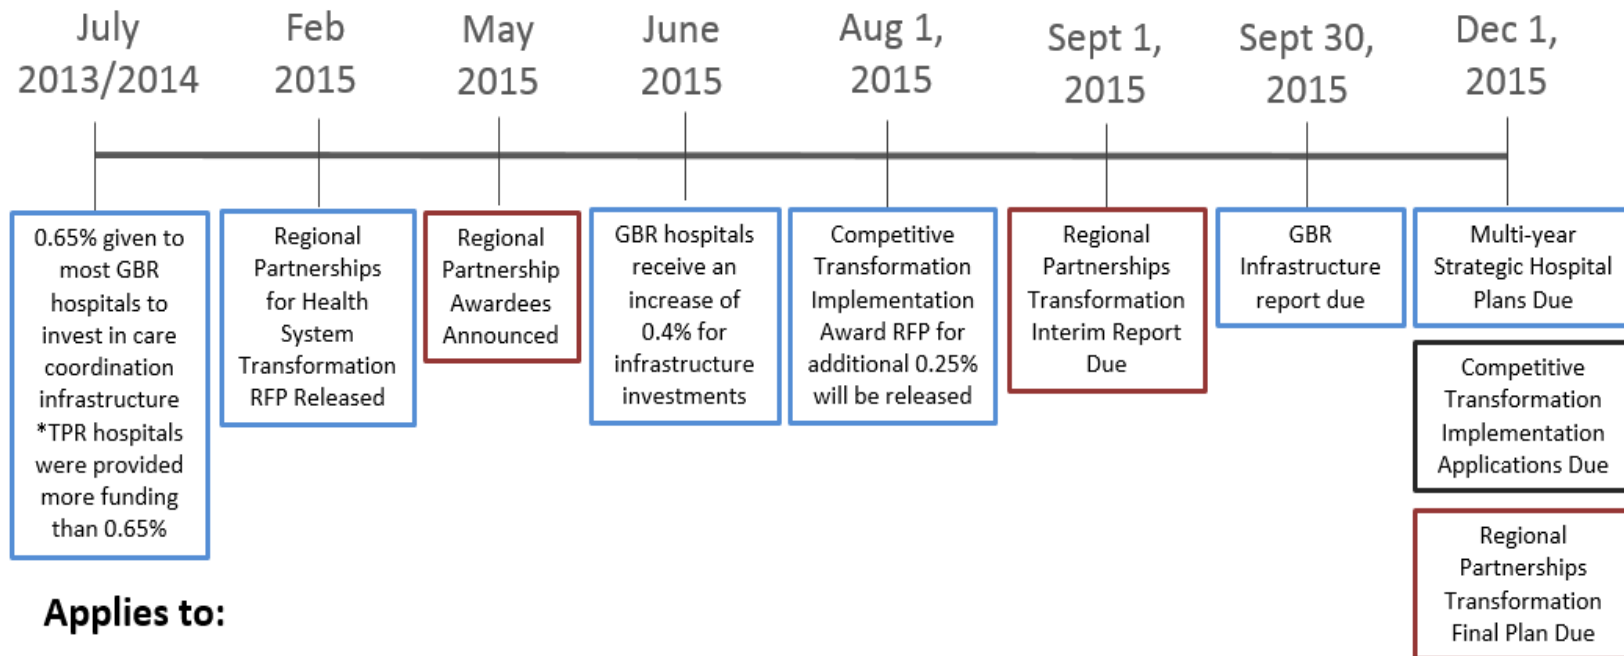 July
2013/2014
Feb
2015
May
2015
June
2015
Aug 1,
2015
Sept 1,
2015
Sept 30,
2015
Dec 1,
2015
0.65% given to
most GBR
hospitals to
invest in care
coordination
infrastructure
*TPR hospitals
were provided
more funding
than 0.65%
Regional
Partnerships
for Health
System
Transformation
RFP Released
Regional
Partnership
Awardees
Announced
GBR hospitals
receive an
increase of
0.4% for
infrastructure
investments
Competitive
Transformation
Implementation
Award RFP for
additional 0.25%
will be released
Regional
Partnerships
Transformation
Interim Report
Due
GBR
Infrastructure
report due
Multi-year
Strategic Hospital
Plans Due
Competitive
Transformation
Implementation
Applications Due
Regional
Partnerships
Transformation
Final Plan Due
Applies to: